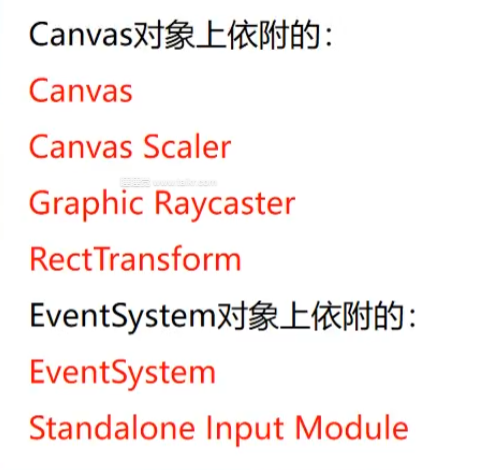 Canvas对象上依附的：
Canvas
Canvas Scaler
Graphic Raycaster
RectTransform
EventSystem对象上依附的：
EventSystem
Standalone Input Module